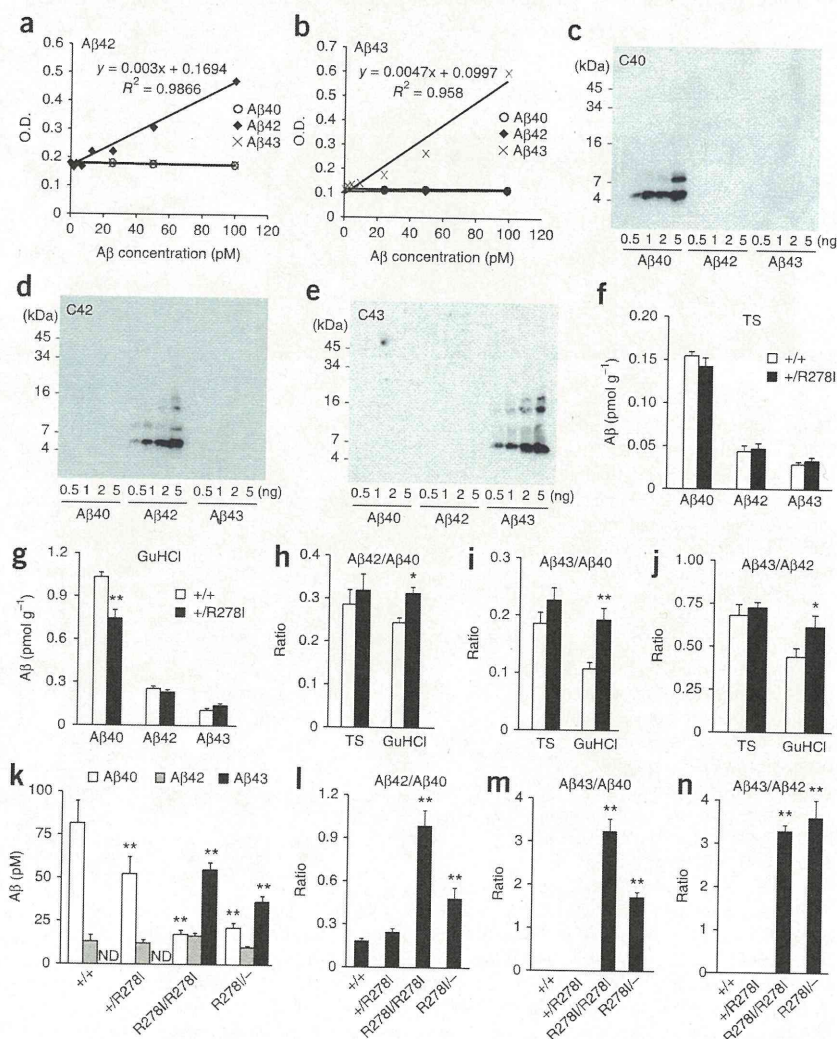 a
Aβ42
0.6
0.5
0.4
0.3
0.2
0.1
0
y = 0.003x + 0.1694
R² = 0.9866
Aβ40
Aβ42
Aβ43
O.D.
0 20 40 60 80 100 120
Aβ concentration (pM)
b
Aβ43
0.7
0.6
0.5
0.4
0.3
0.2
0.1
0
y = 0.0047x + 0.0997
R² = 0.958
Aβ40
Aβ42
Aβ43
O.D.
0 20 40 60 80 100 120
Aβ concentration (pM)
c
C40
(kDa)
45
34
16
7
4
0.5 1 2 5 0.5 1 2 5 0.5 1 2 5 (ng)
Aβ40 Aβ42 Aβ43
d
C42
(kDa)
45
34
16
7
4
0.5 1 2 5 0.5 1 2 5 0.5 1 2 5 (ng)
Aβ40 Aβ42 Aβ43
e
C43
(kDa)
45
34
16
7
4
0.5 1 2 5 0.5 1 2 5 0.5 1 2 5 (ng)
Aβ40 Aβ42 Aβ43
f
TS
+/+
+/R278I
0.20
0.15
0.10
0.05
0
Aβ (pmol g⁻¹)
Aβ40 Aβ42 Aβ43
g
GuHCl
+/+
+/R278I
1.2
0.9
0.6
0.3
0
**
Aβ (pmol g⁻¹)
Aβ40 Aβ42 Aβ43
h
Aβ42/Aβ40
0.4
0.3
0.2
0.1
0
*
Ratio
TS GuHCl
i
Aβ43/Aβ40
0.3
0.2
0.1
0
**
Ratio
TS GuHCl
j
Aβ43/Aβ42
1.00
0.75
0.50
0.25
0
*
Ratio
TS GuHCl
k
Aβ40 Aβ42 Aβ43
100
75
50
25
0
Aβ (pM)
ND
**
ND
**
**
**
**
+/+ +/R278I R278I/R278I R278I/–
l
Aβ42/Aβ40
1.2
0.9
0.6
0.3
0
**
**
Ratio
+/+ +/R278I R278I/R278I R278I/–
m
Aβ43/Aβ40
4
3
2
1
0
**
**
Ratio
+/+ +/R278I R278I/R278I R278I/–
n
Aβ43/Aβ42
4
3
2
1
0
**
**
Ratio
+/+ +/R278I R278I/R278I R278I/–